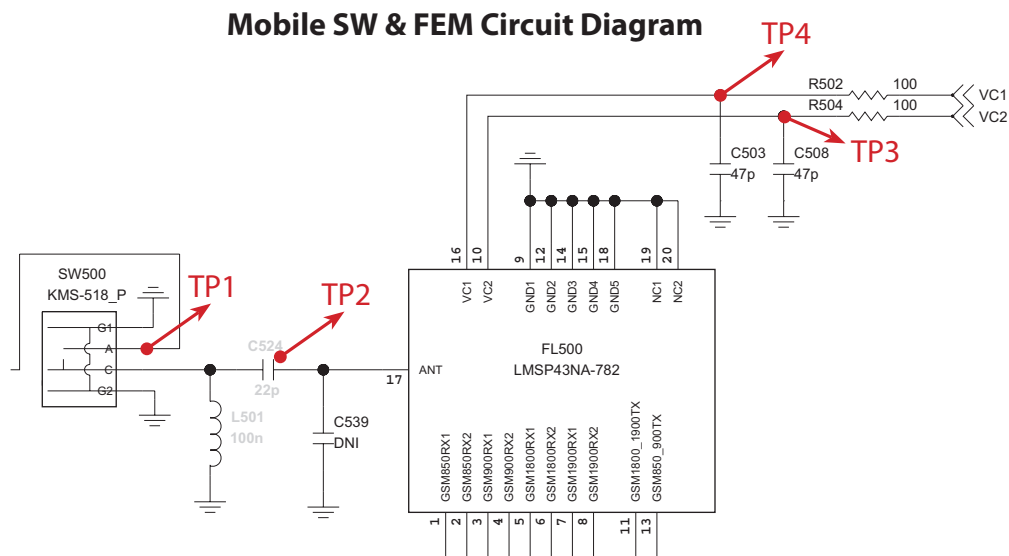 Mobile SW & FEM Circuit Diagram
TP4
R502 100
VC1
R504 100
VC2
TP3
C503
47p
C508
47p
16
10
9
12
14
15
18
19
20
SW500
KMS-518_P
TP1
TP2
VC1
VC2
GND1
GND2
GND3
GND4
GND5
NC1
NC2
G1
A
C
G2
C524
22p
17
ANT
FL500
LMSP43NA-782
L501
100n
C539
DNI
GSM850RX1
GSM850RX2
GSM900RX1
GSM900RX2
GSM1800RX1
GSM1800RX2
GSM1900RX1
GSM1900RX2
GSM1800_1900TX
GSM850_900TX
1
2
3
4
5
6
7
8
11
13